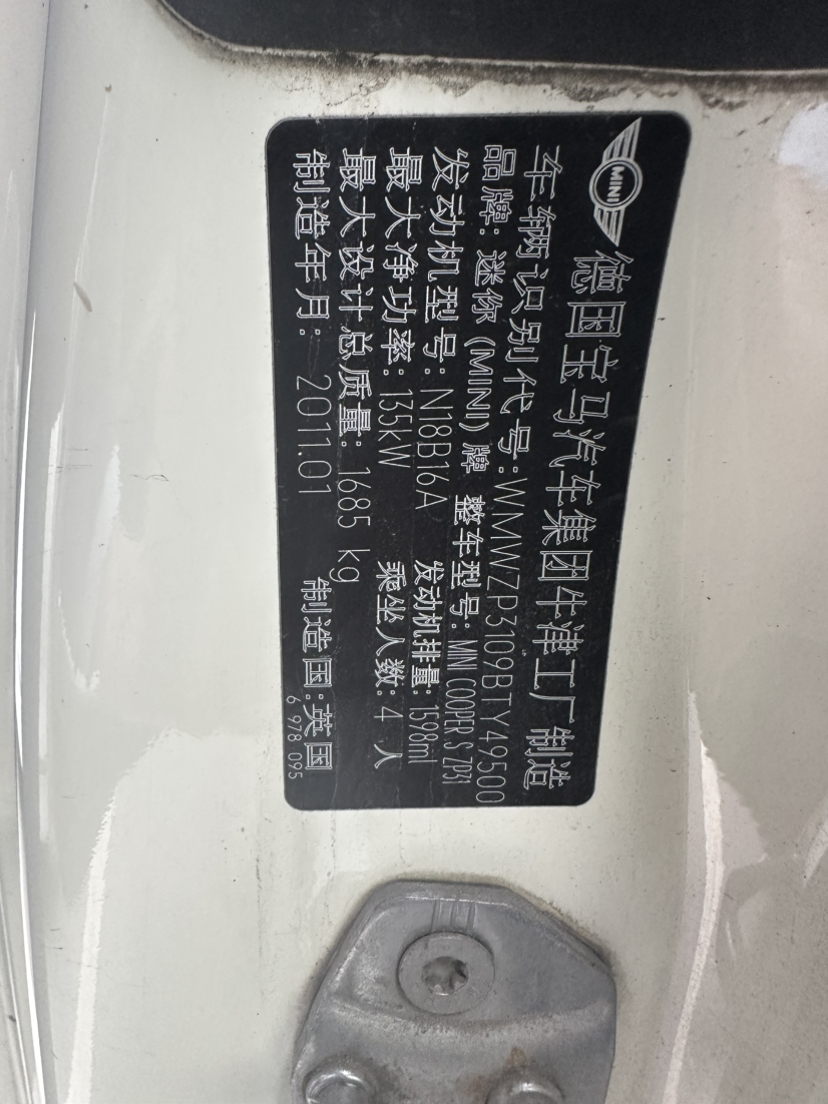 MINI
德国宝马汽车集团牛津工厂制造
车辆识别代号:WMWZP3109BTY49500
品牌: 迷你 (MINI) 牌 整车型号: MINI COOPER S ZP31
发动机型号: N18B16A 发动机排量: 1598ml
最大净功率: 135kW 乘坐人数: 4 人
最大设计总质量: 1685 kg
制造年月: 2011.01 制造国:英国
6 978 095